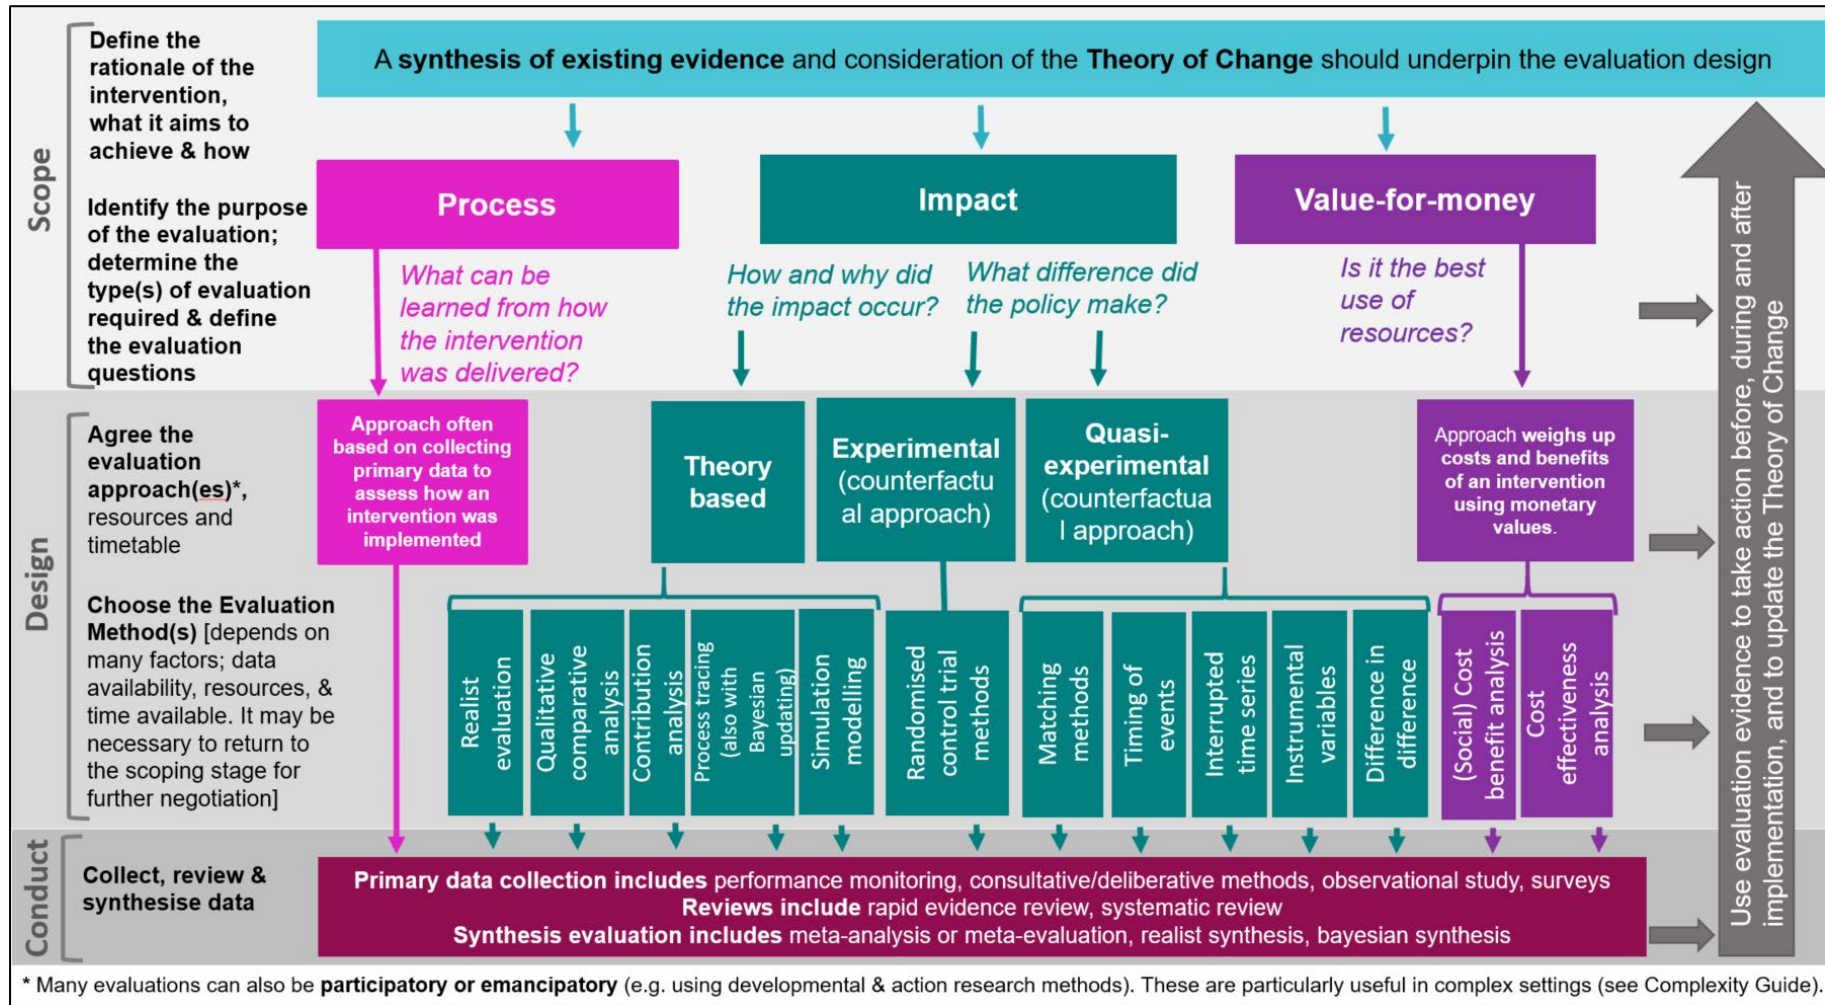 Scope
Define the
rationale of the
intervention,
what it aims to
achieve & how
Identify the purpose
of the evaluation;
determine the
type(s) of evaluation
required & define
the evaluation
questions
A synthesis of existing evidence and consideration of the Theory of Change should underpin the evaluation design
Process
Impact
Value-for-money
What can be
learned from how
the intervention
was delivered?
How and why did
the impact occur?
What difference did
the policy make?
Is it the best
use of
resources?
Design
Agree the
evaluation
approach(es)*,
resources and
timetable
Choose the Evaluation
Method(s) [depends on
many factors; data
availability, resources, &
time available. It may be
necessary to return to
the scoping stage for
further negotiation]
Approach often
based on collecting
primary data to
assess how an
intervention was
implemented
Theory
based
Experimental
(counterfactu
al approach)
Quasi-
experimental
(counterfactua
l approach)
Approach weighs up
costs and benefits
of an intervention
using monetary
values.
Realist
evaluation
Qualitative
comparative
analysis
Contribution
analysis
Process tracing
(also with
Bayesian
updating)
Simulation
modelling
Randomised
control trial
methods
Matching
methods
Timing of
events
Interrupted
time series
Instrumental
variables
Difference in
difference
(Social) Cost
benefit analysis
Cost
effectiveness
analysis
Conduct
Collect, review &
synthesise data
Primary data collection includes performance monitoring, consultative/deliberative methods, observational study, surveys
Reviews include rapid evidence review, systematic review
Synthesis evaluation includes meta-analysis or meta-evaluation, realist synthesis, bayesian synthesis
Use evaluation evidence to take action before, during and after
implementation, and to update the Theory of Change
* Many evaluations can also be participatory or emancipatory (e.g. using developmental & action research methods). These are particularly useful in complex settings (see Complexity Guide).